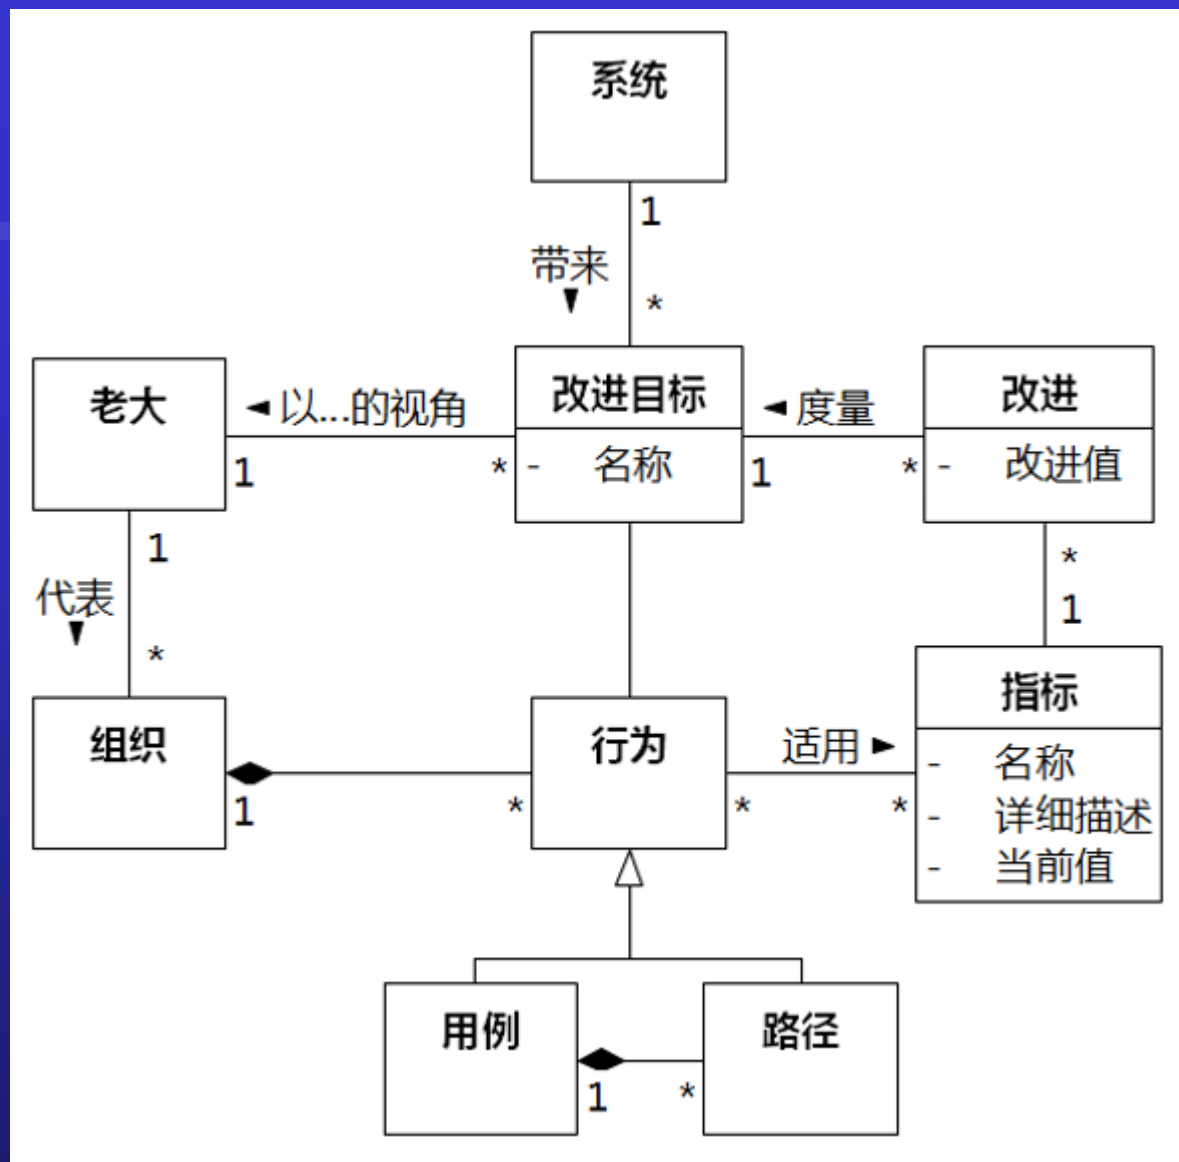 系统
1
带来
*
老大
以...的视角
改进目标
度量
改进
1
*
- 名称
1
*
- 改进值
1
代表
*
*
1
组织
行为
适用
指标
1
*
*
*
- 名称
- 详细描述
- 当前值
用例
路径
1
*